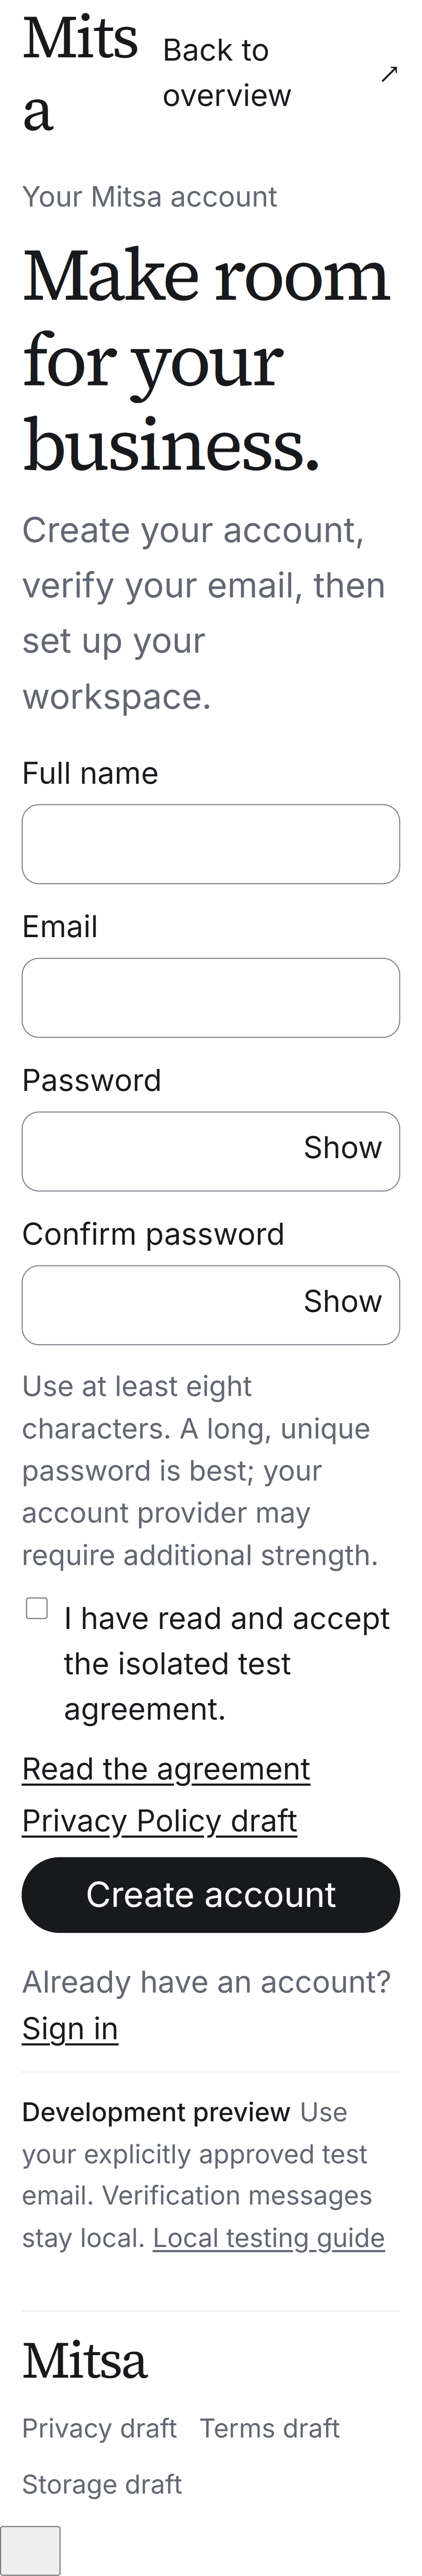 Mits
a
Back to
overview
↗
Your Mitsa account
Make room
for your
business.
Create your account,
verify your email, then
set up your
workspace.
Full name
Email
Password
Show
Confirm password
Show
Use at least eight
characters. A long, unique
password is best; your
account provider may
require additional strength.
I have read and accept
the isolated test
agreement.
Read the agreement
Privacy Policy draft
Create account
Already have an account?
Sign in
Development preview Use
your explicitly approved test
email. Verification messages
stay local. Local testing guide
Mitsa
Privacy draft Terms draft
Storage draft